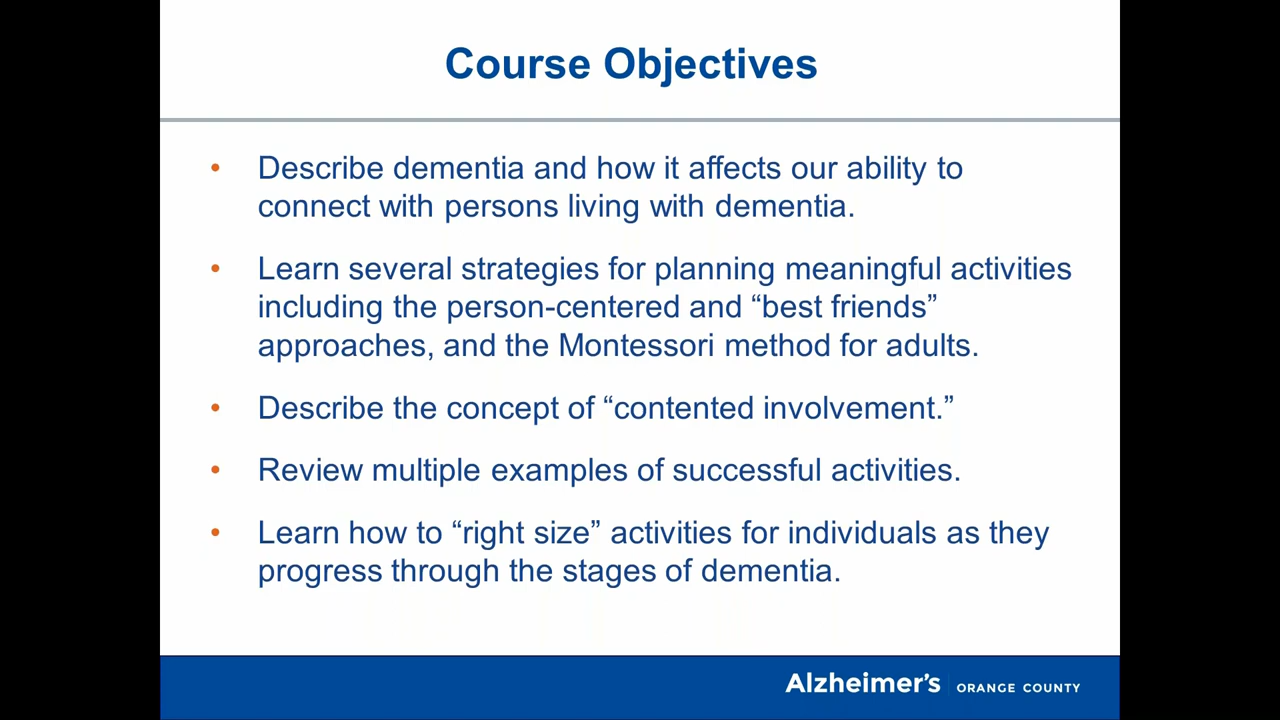 Course Objectives
• Describe dementia and how it affects our ability to
connect with persons living with dementia.
• Learn several strategies for planning meaningful activities
including the person-centered and “best friends”
approaches, and the Montessori method for adults.
• Describe the concept of “contented involvement.”
• Review multiple examples of successful activities.
• Learn how to “right size” activities for individuals as they
progress through the stages of dementia.
Alzheimer's ORANGE COUNTY